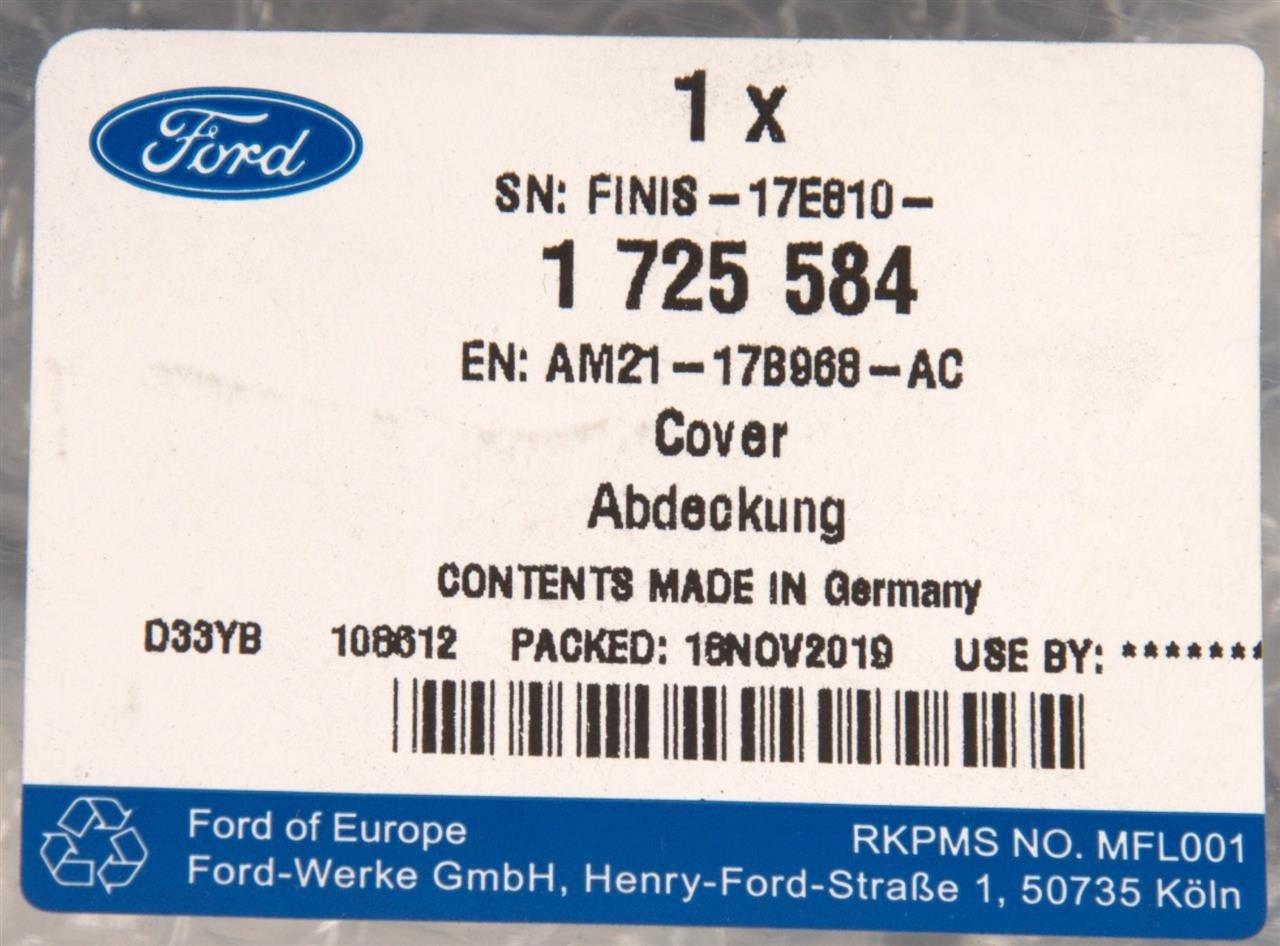 Ford
1 x
SN: FINIS-17E810-
1 725 584
EN: AM21-17B968-AC
Cover
Abdeckung
CONTENTS MADE IN Germany
D33YB 108612 PACKED: 18NOV2019 USE BY: *******
Ford of Europe
RKPMS NO. MFL001
Ford-Werke GmbH, Henry-Ford-Straße 1, 50735 Köln